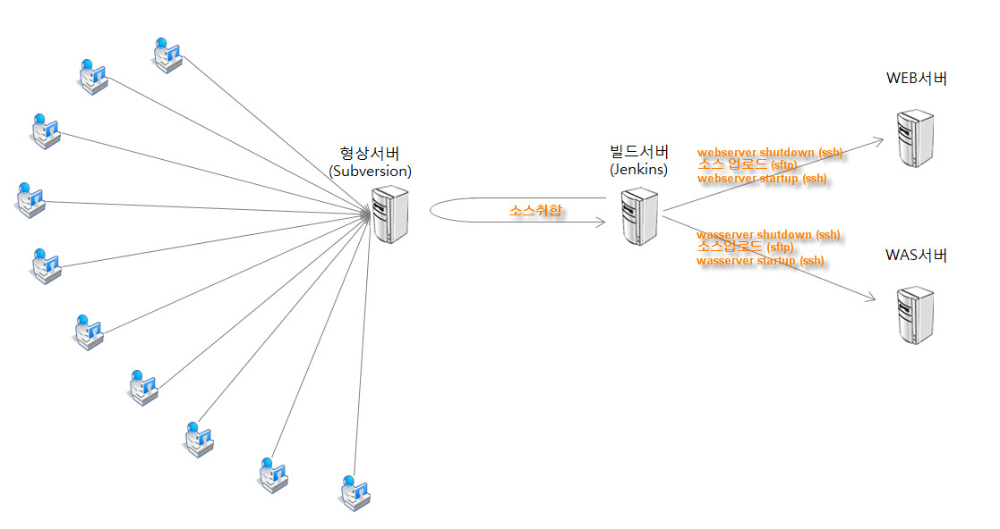 형상서버
(Subversion)
소스취합
빌드서버
(Jenkins)
webserver shutdown (ssh)
소스 업로드 (sftp)
webserver startup (ssh)
wasserver shutdown (ssh)
소스업로드 (sftp)
wasserver startup (ssh)
WEB서버
WAS서버